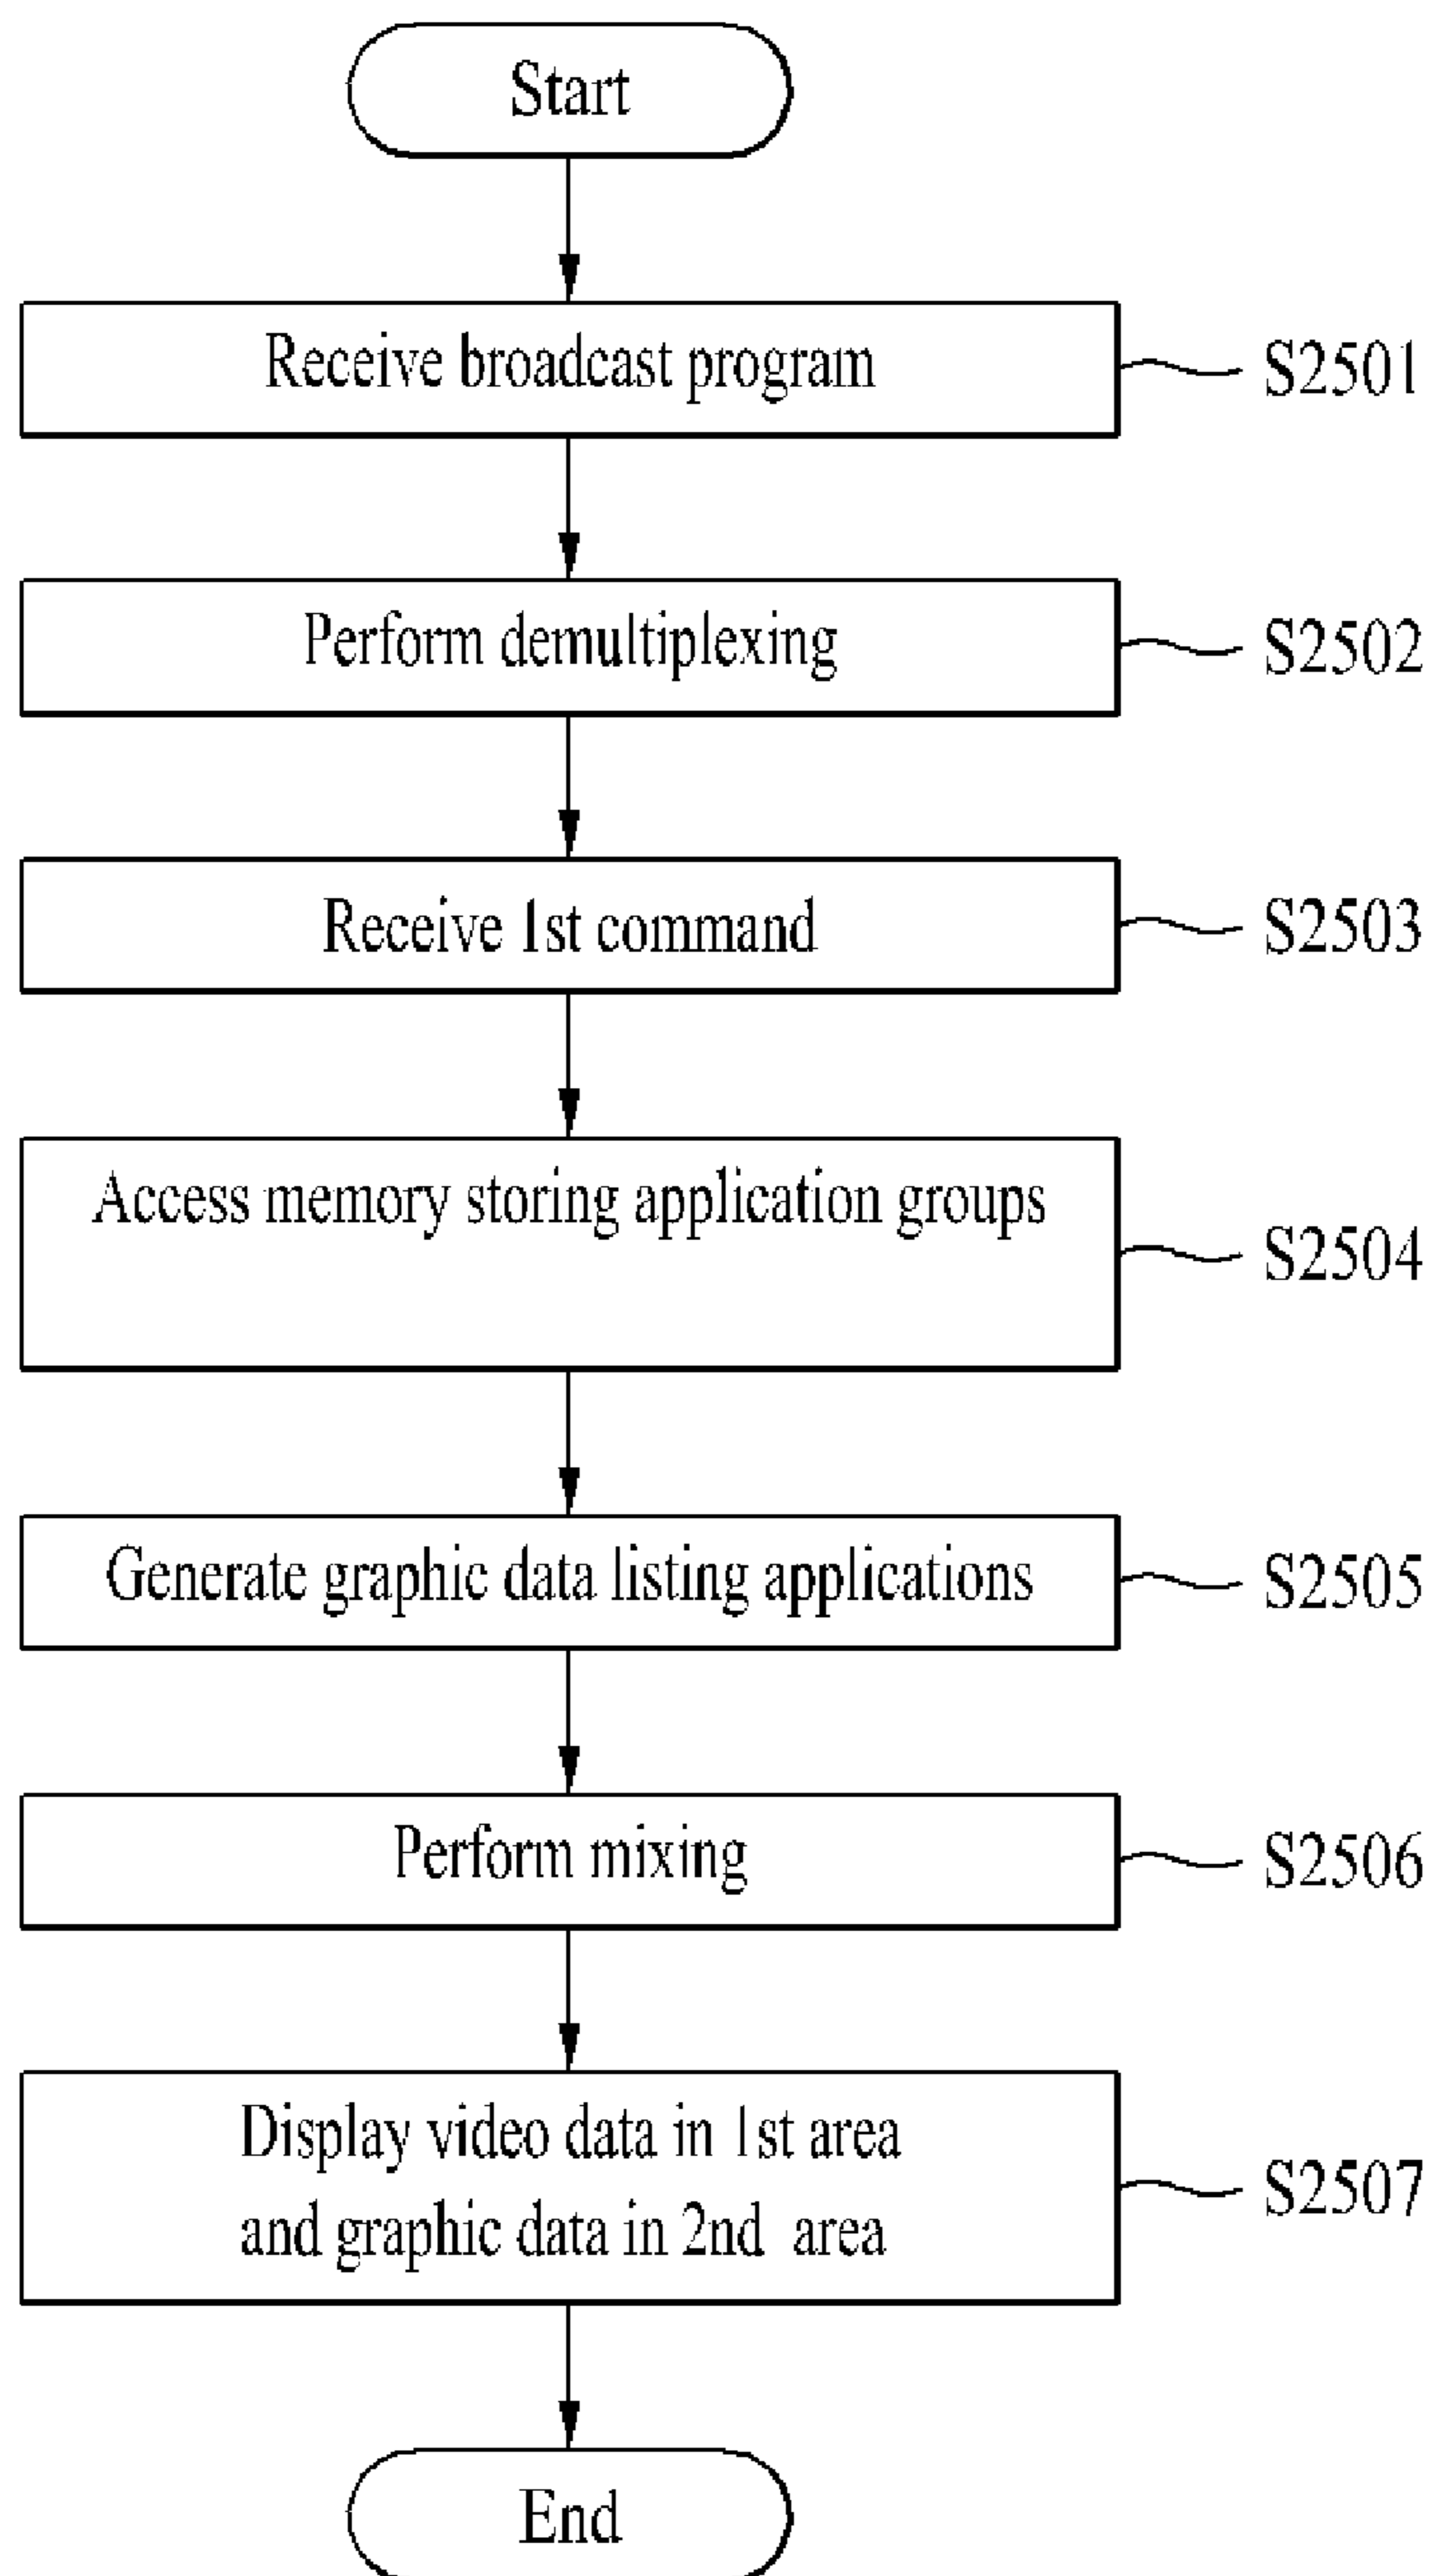 Start
Receive broadcast program
S2501
Perform demultiplexing
S2502
Receive 1st command
S2503
Access memory storing application groups
S2504
Generate graphic data listing applications
S2505
Perform mixing
S2506
Display video data in 1st area
and graphic data in 2nd area
S2507
End